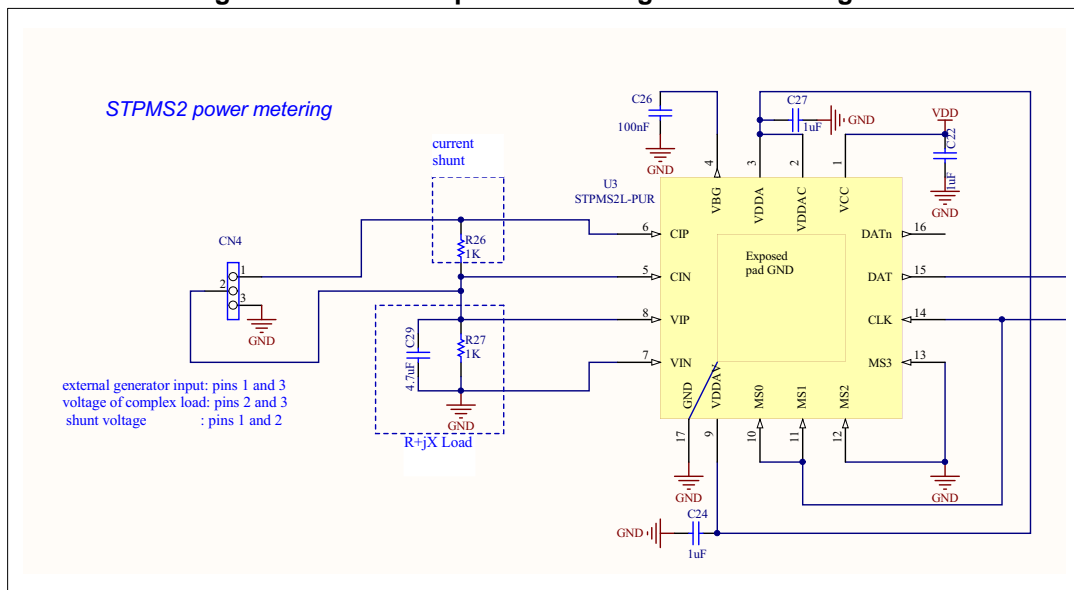 STPMS2 power metering
C26
100nF
GND
C27
1uF
GND
VDD
C22
1uF
GND
current
shunt
U3
STPMS2L-PUR
4
3
2
1
VBG
VDDA
VDDAC
VCC
6
CIP
DATn
16
R26
1K
CN4
1
2
3
GND
5
CIN
Exposed
pad GND
DAT
15
8
VIP
CLK
14
C29
4.7uF
R27
1K
7
VIN
MS3
13
GND
VDDAV
MS0
MS1
MS2
external generator input: pins 1 and 3
voltage of complex load: pins 2 and 3
shunt voltage : pins 1 and 2
GND
R+jX Load
17
9
10
11
12
GND
GND
C24
GND
1uF